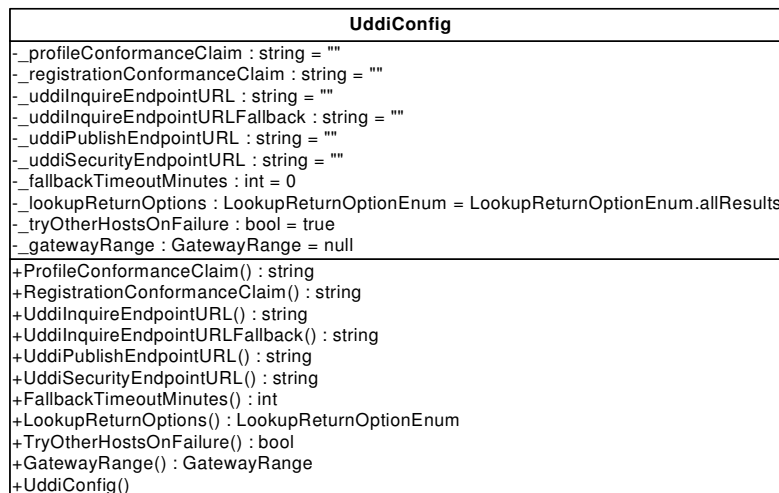 UddiConfig
-_profileConformanceClaim : string = ""
-_registrationConformanceClaim : string = ""
-_uddiInquireEndpointURL : string = ""
-_uddiInquireEndpointURLFallback : string = ""
-_uddiPublishEndpointURL : string = ""
-_uddiSecurityEndpointURL : string = ""
-_fallbackTimeoutMinutes : int = 0
-_lookupReturnOptions : LookupReturnOptionEnum = LookupReturnOptionEnum.allResults
-_tryOtherHostsOnFailure : bool = true
-_gatewayRange : GatewayRange = null
+ProfileConformanceClaim() : string
+RegistrationConformanceClaim() : string
+UddiInquireEndpointURL() : string
+UddiInquireEndpointURLFallback() : string
+UddiPublishEndpointURL() : string
+UddiSecurityEndpointURL() : string
+FallbackTimeoutMinutes() : int
+LookupReturnOptions() : LookupReturnOptionEnum
+TryOtherHostsOnFailure() : bool
+GatewayRange() : GatewayRange
+UddiConfig()